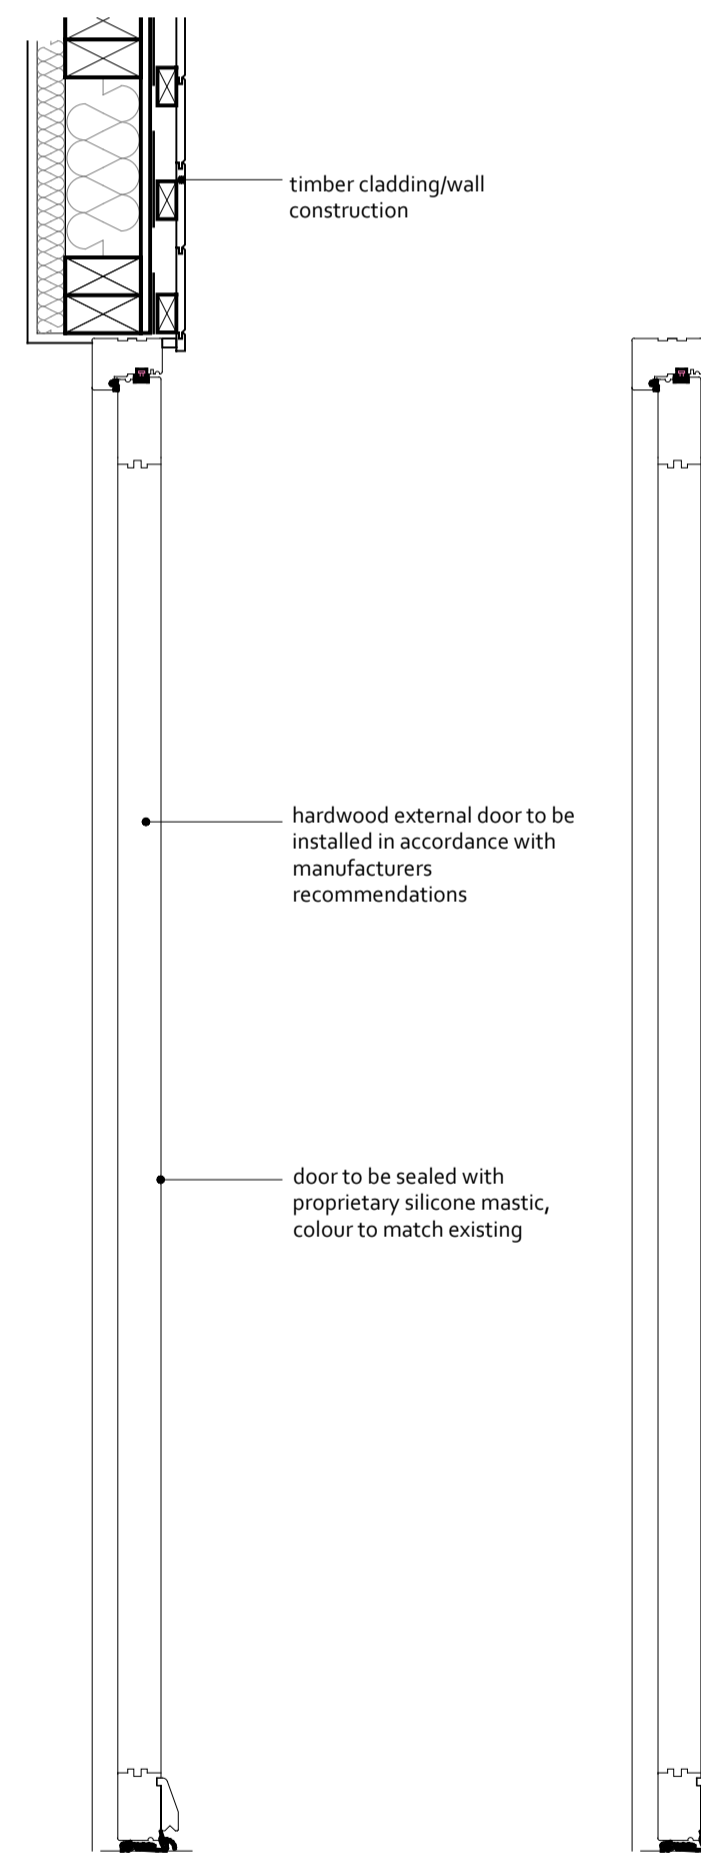 timber cladding/wall
construction
hardwood external door to be
installed in accordance with
manufacturers
recommendations
door to be sealed with
proprietary silicone mastic,
colour to match existing